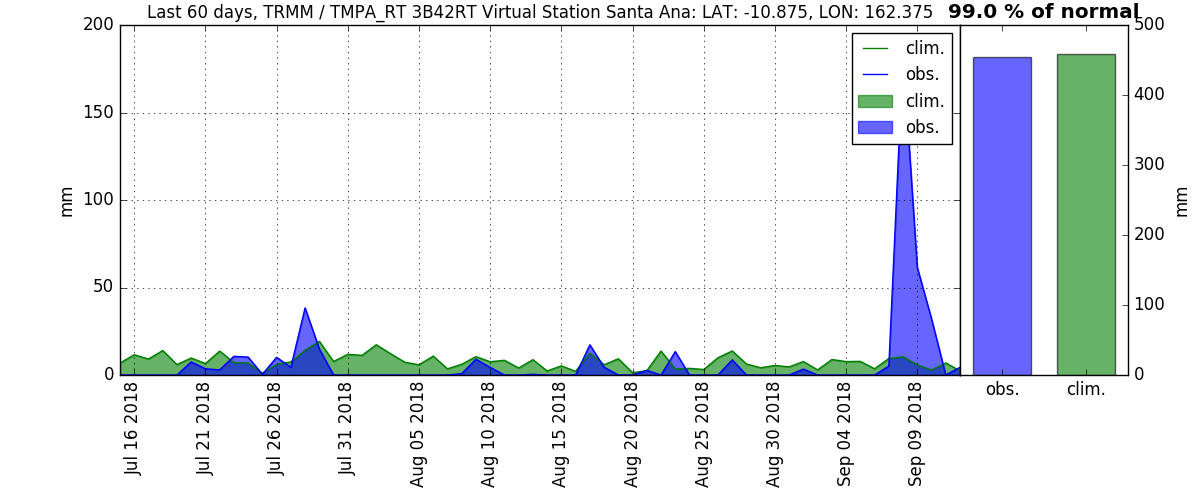 Last 60 days, TRMM / TMPA_RT 3B42RT Virtual Station Santa Ana: LAT: -10.875, LON: 162.375 99.0 % of normal
200
150
100
50
0
mm
clim.
obs.
clim.
obs.
500
400
300
200
100
0
mm
Jul 16 2018
Jul 21 2018
Jul 26 2018
Jul 31 2018
Aug 05 2018
Aug 10 2018
Aug 15 2018
Aug 20 2018
Aug 25 2018
Aug 30 2018
Sep 04 2018
Sep 09 2018
obs.
clim.